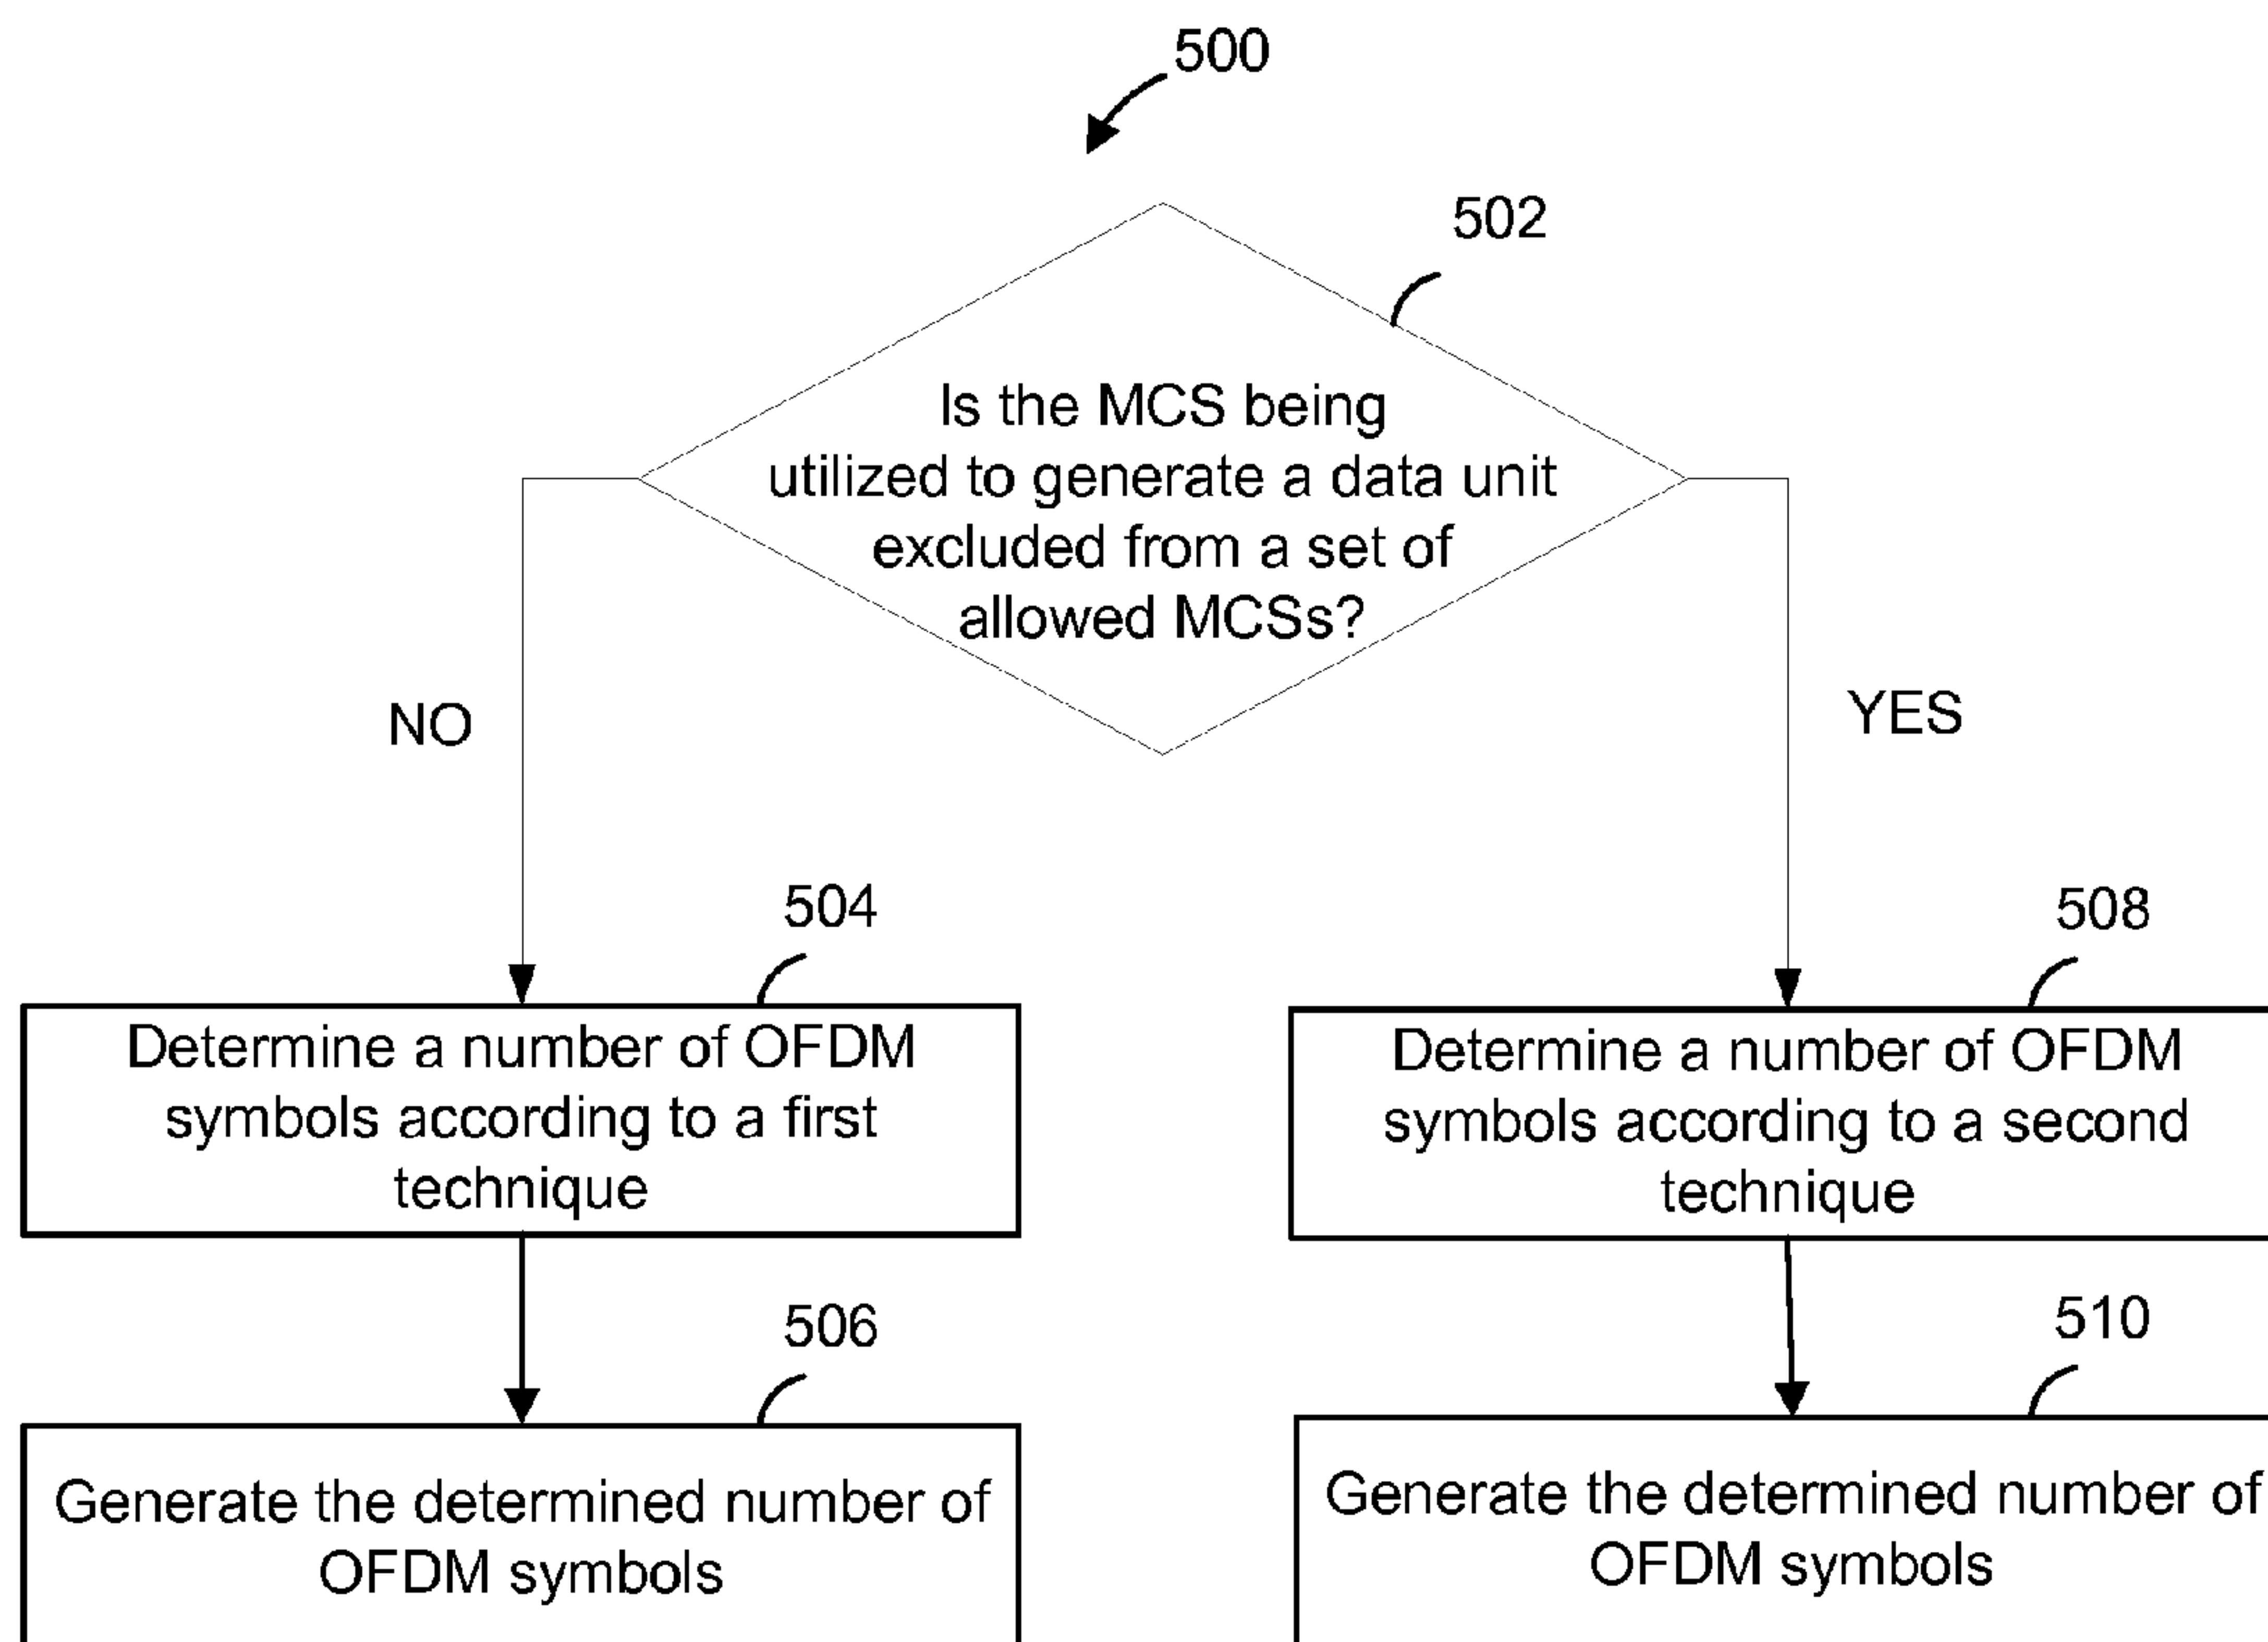 500
502
Is the MCS being
utilized to generate a data unit
excluded from a set of
allowed MCSs?
NO
YES
504
Determine a number of OFDM
symbols according to a first
technique
508
Determine a number of OFDM
symbols according to a second
technique
506
Generate the determined number of
OFDM symbols
510
Generate the determined number of
OFDM symbols